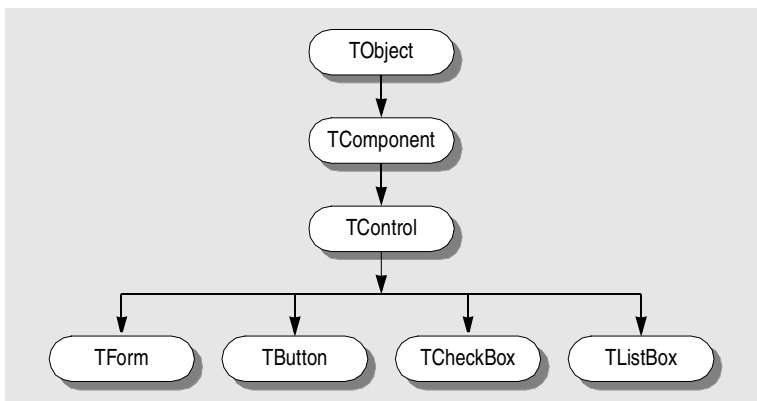 TObject
TComponent
TControl
TForm
TButton
TCheckBox
TListBox